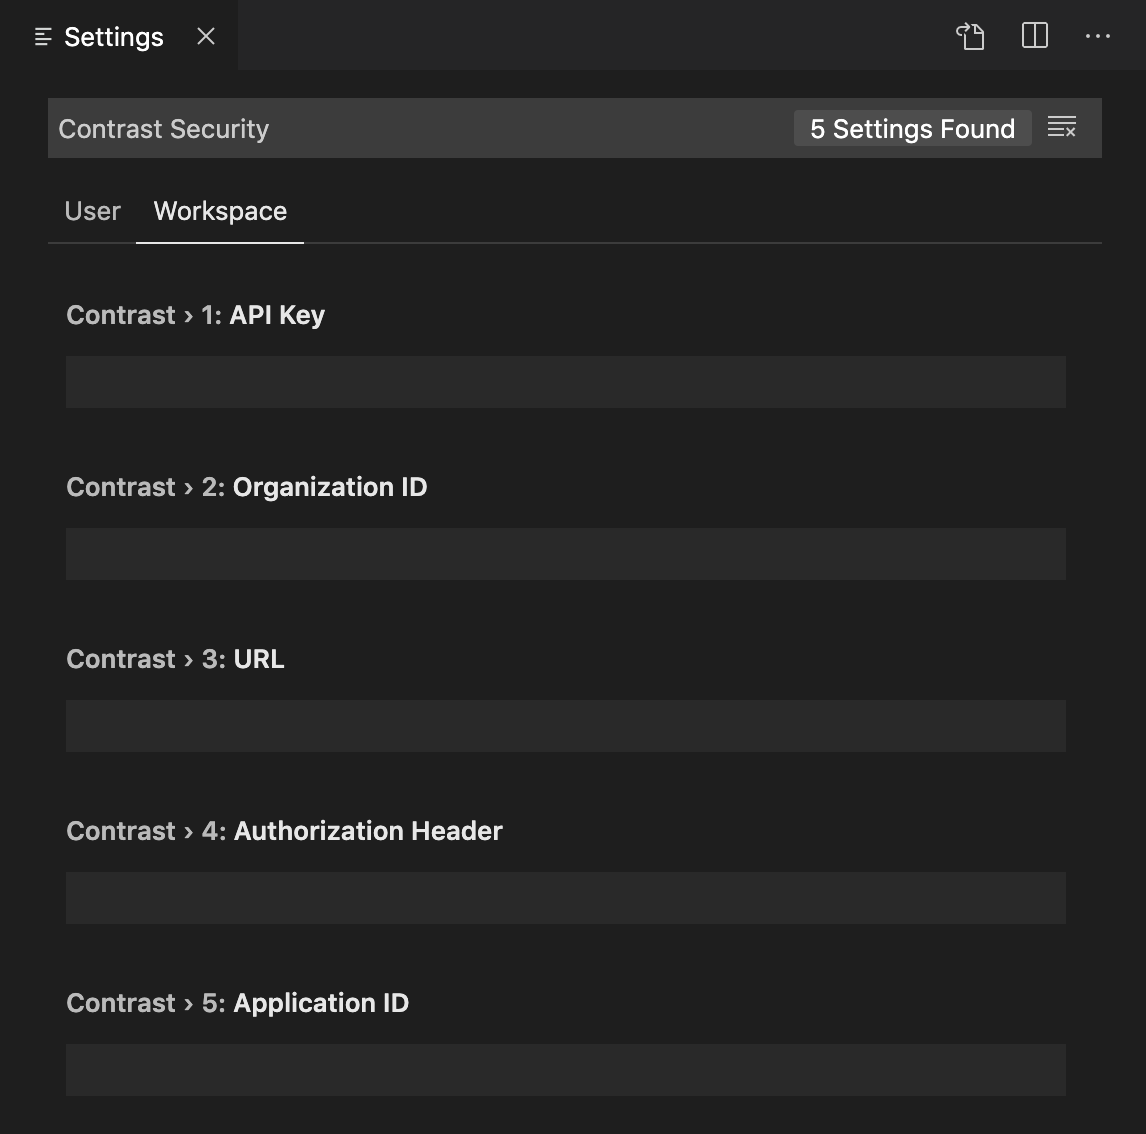 Settings
Contrast Security 5 Settings Found
User Workspace
Contrast › 1: API Key
Contrast › 2: Organization ID
Contrast › 3: URL
Contrast › 4: Authorization Header
Contrast › 5: Application ID